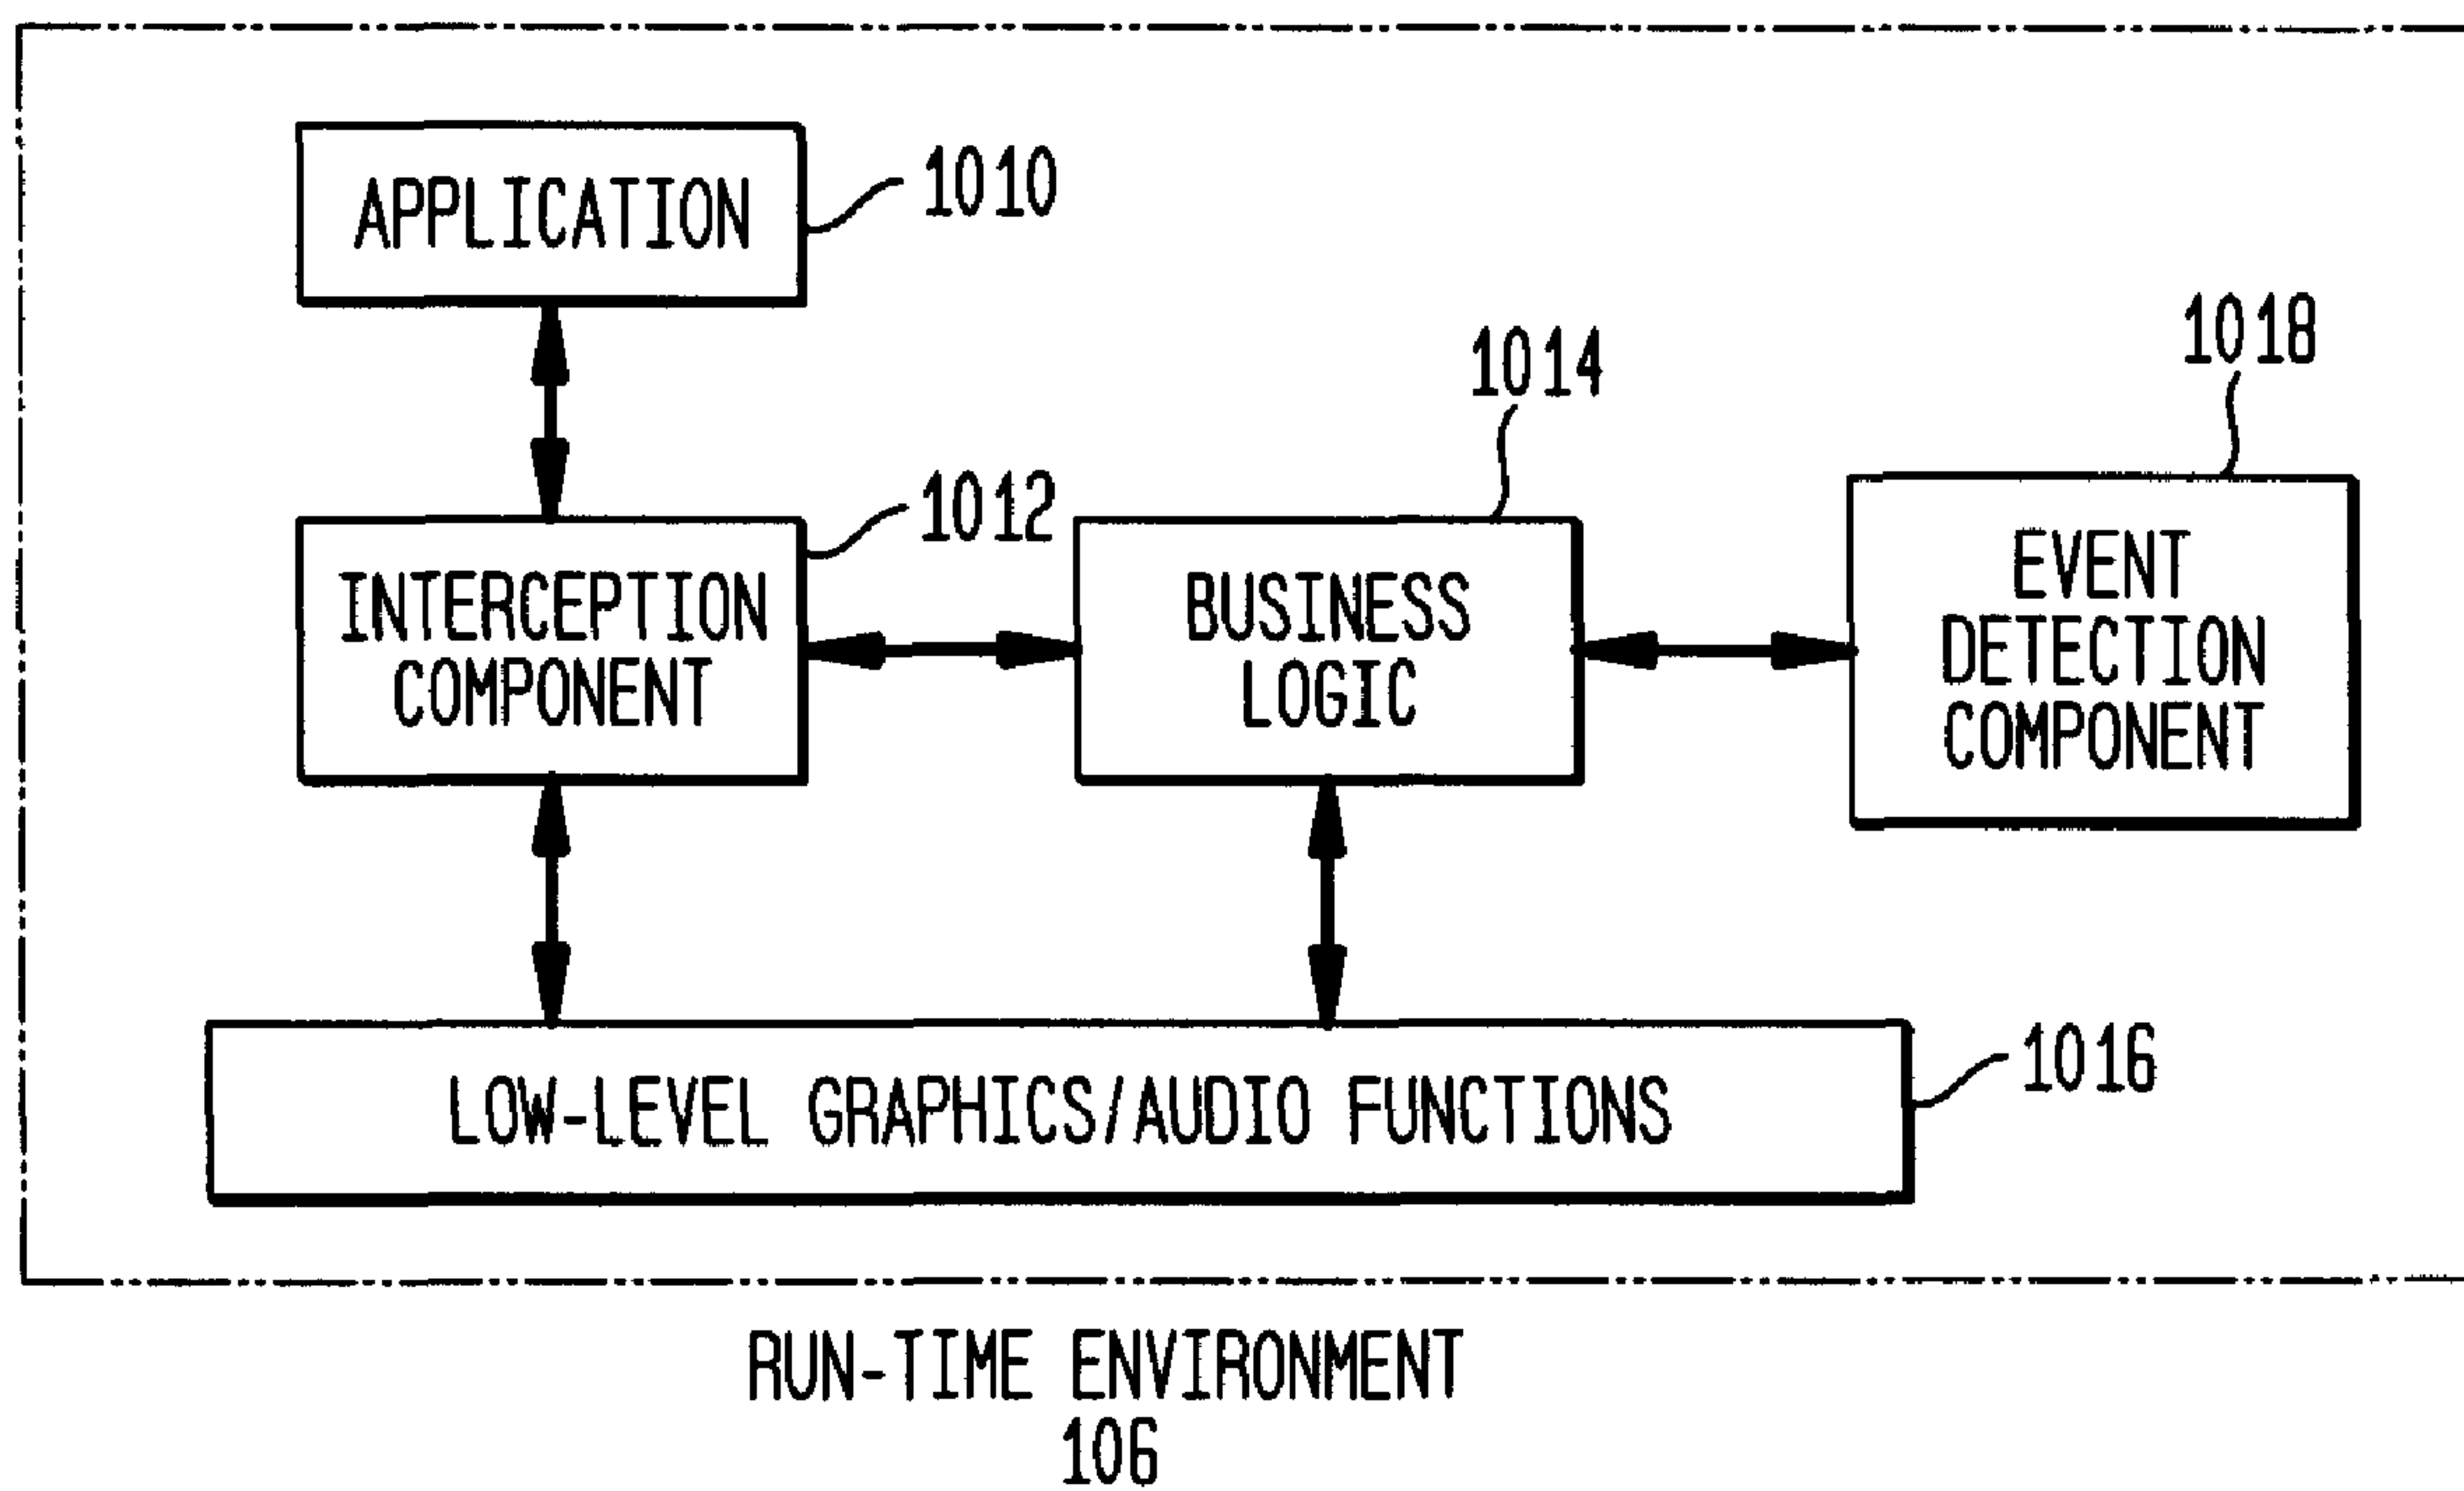 APPLICATION
1010
1018
1014
1012
INTERCEPTION
COMPONENT
BUSINESS
LOGIC
EVENT
DETECTION
COMPONENT
LOW-LEVEL GRAPHICS/AUDIO FUNCTIONS
1016
RUN-TIME ENVIRONMENT
106